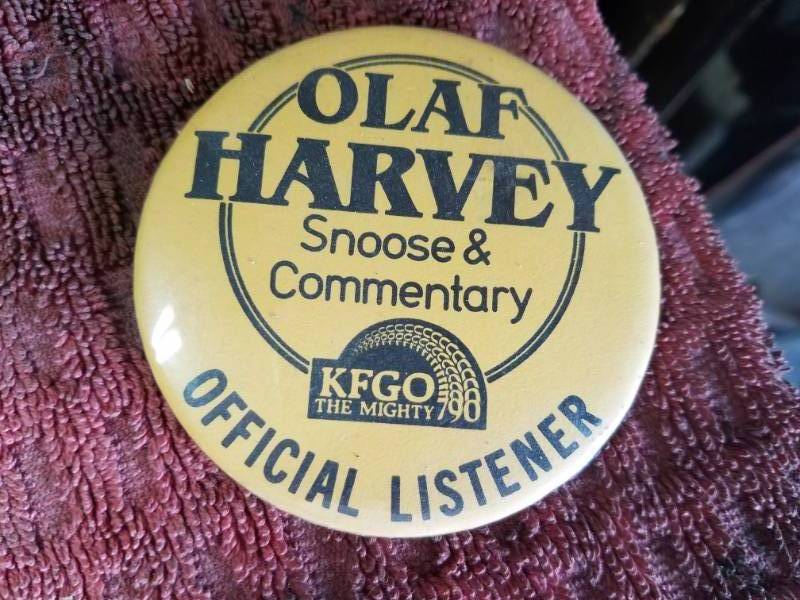 OLAF
HARVEY
Snoose &
Commentary
KFGO
THE MIGHTY 790
OFFICIAL LISTENER